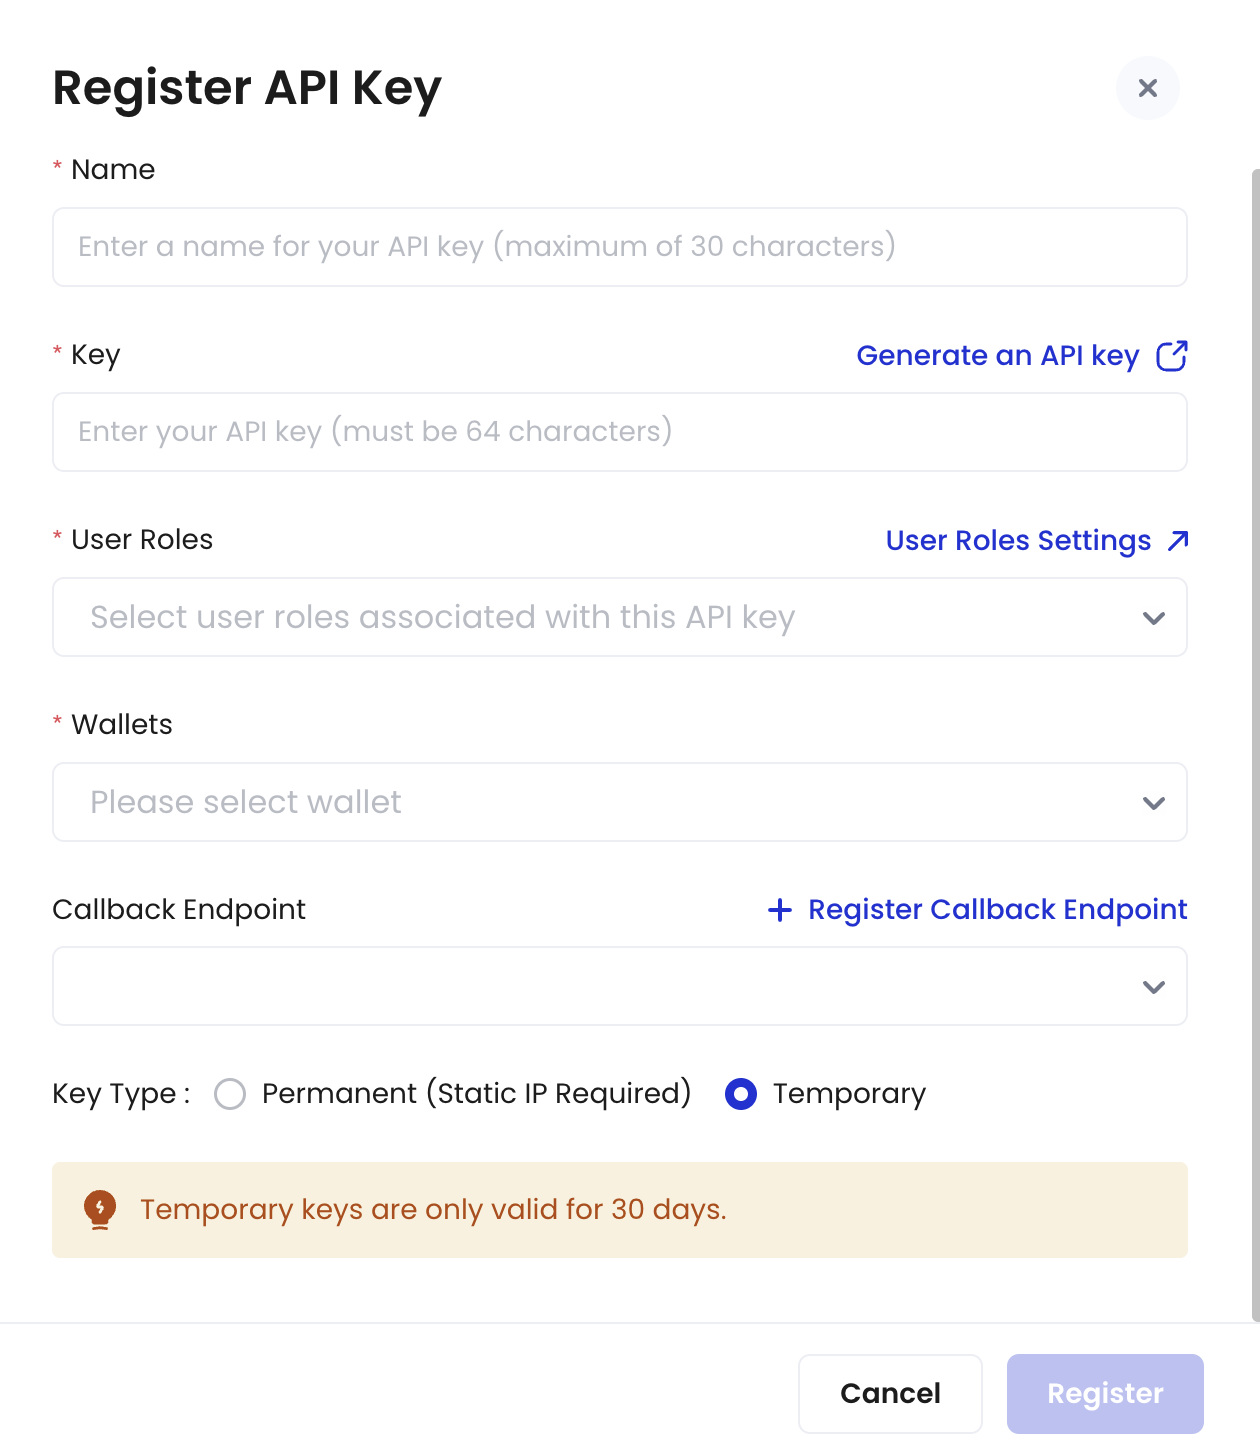 Register API Key
* Name
Enter a name for your API key (maximum of 30 characters)
* Key
Generate an API key
Enter your API key (must be 64 characters)
* User Roles
User Roles Settings
Select user roles associated with this API key
* Wallets
Please select wallet
Callback Endpoint
+ Register Callback Endpoint
Key Type : Permanent (Static IP Required) Temporary
Temporary keys are only valid for 30 days.
Cancel
Register